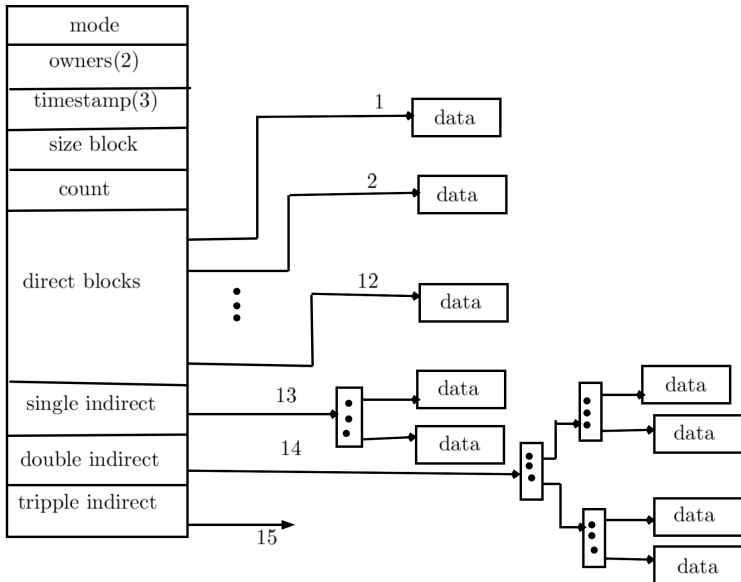 mode
owners(2)
timestamp(3)
size block
count
direct blocks
single indirect
double indirect
tripple indirect
1
data
2
data
12
data
13
data
data
14
data
data
data
data
15